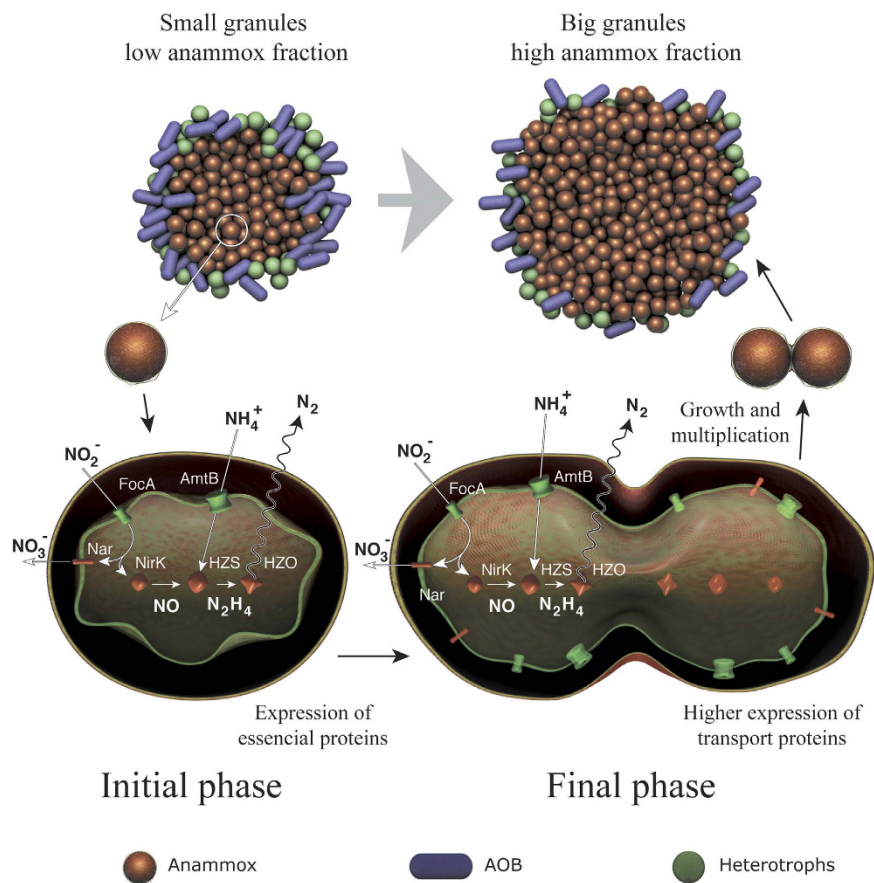 Small granules
low anammox fraction
Big granules
high anammox fraction
N₂
NH₄⁺
NO₂⁻
FocA
AmtB
NO₃⁻
Nar
NirK
HZS
HZO
NO
N₂H₄
Expression of
essencial proteins
Initial phase
Growth and
multiplication
N₂
NH₄⁺
NO₂⁻
FocA
AmtB
NO₃⁻
Nar
NirK
HZS
HZO
NO
N₂H₄
Higher expression of
transport proteins
Final phase
Anammox
AOB
Heterotrophs